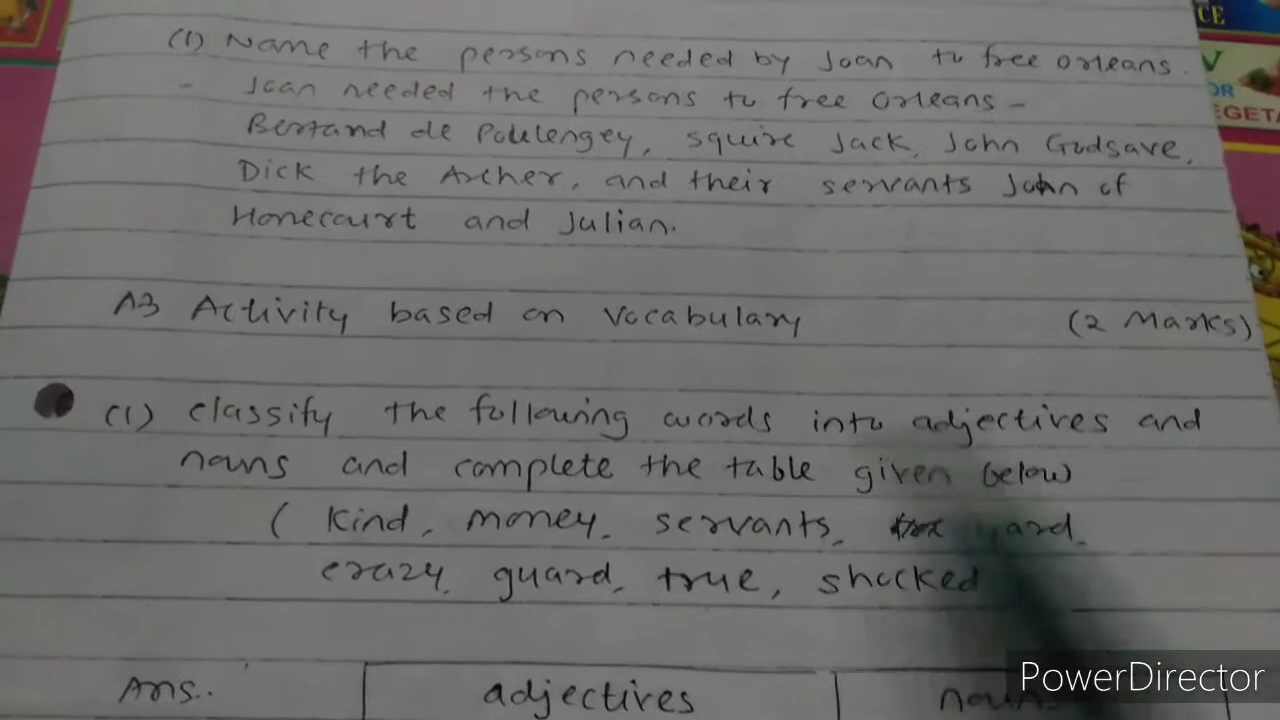 (1) Name the persons needed by Joan to free Orleans.
- Joan needed the persons to free Orleans -
Bertand de Poulengey, squire Jack, John Godsave,
Dick the Archer, and their servants John of
Honecourt and Julian.
A3 Activity based on Vocabulary (2 Marks)
(1) classify the following words into adjectives and
nouns and complete the table given below
( Kind, money, servants,
crazy, guard, true, shocked
Ans. adjectives
CE
V
OR
EGETA
PowerDirector